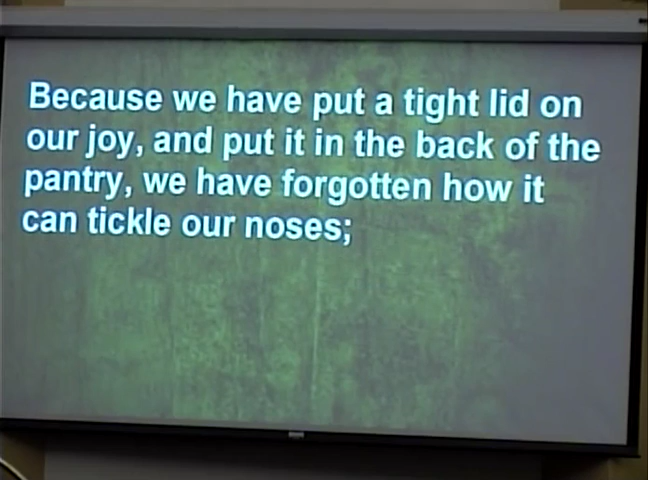 Because we have put a tight lid on
our joy, and put it in the back of the
pantry, we have forgotten how it
can tickle our noses;